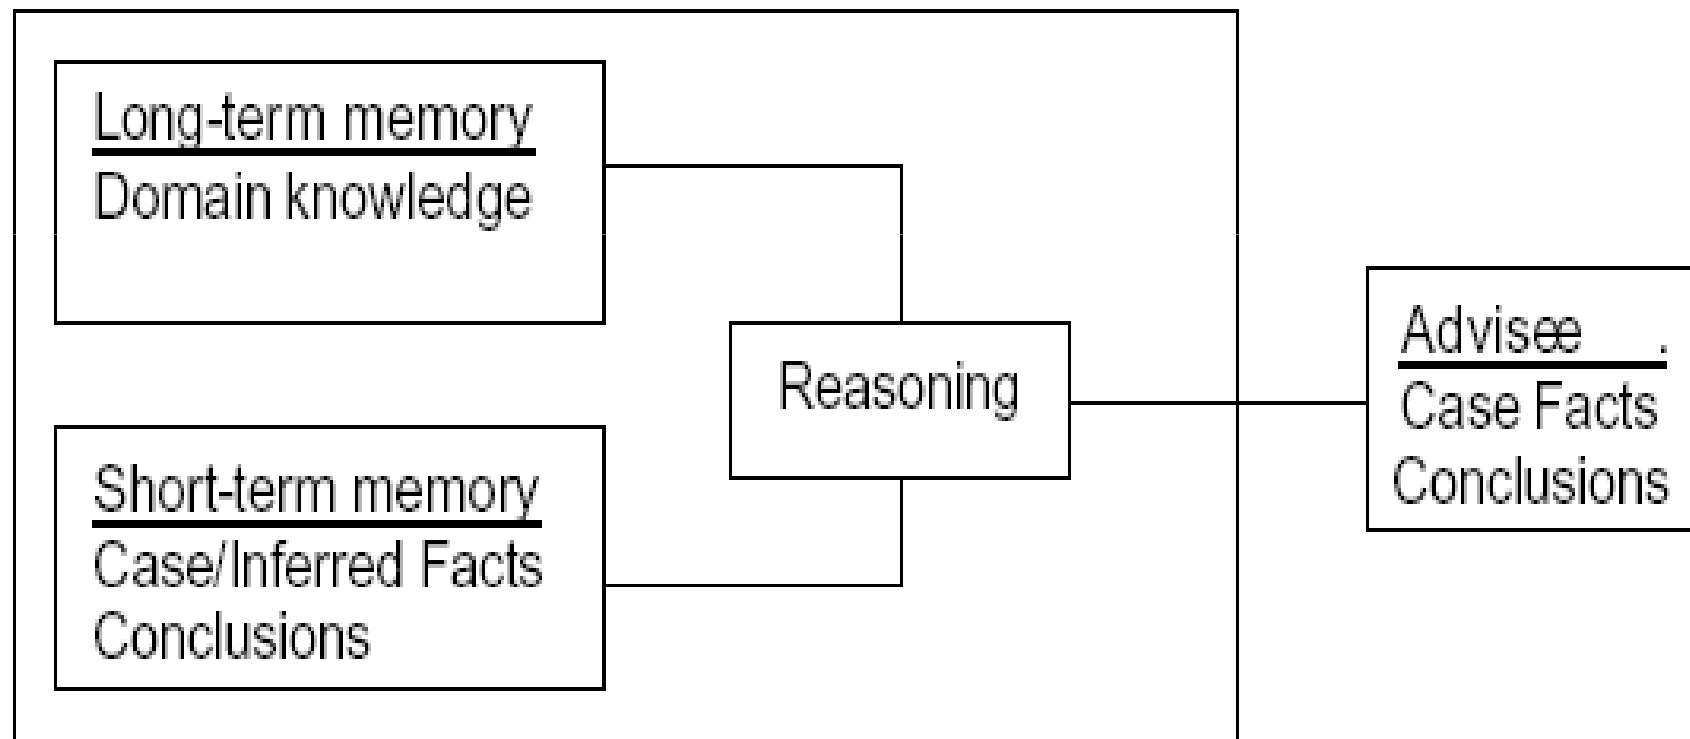 Long-term memory
Domain knowledge
Short-term memory
Case/Inferred Facts
Conclusions
Reasoning
Advisee .
Case Facts
Conclusions